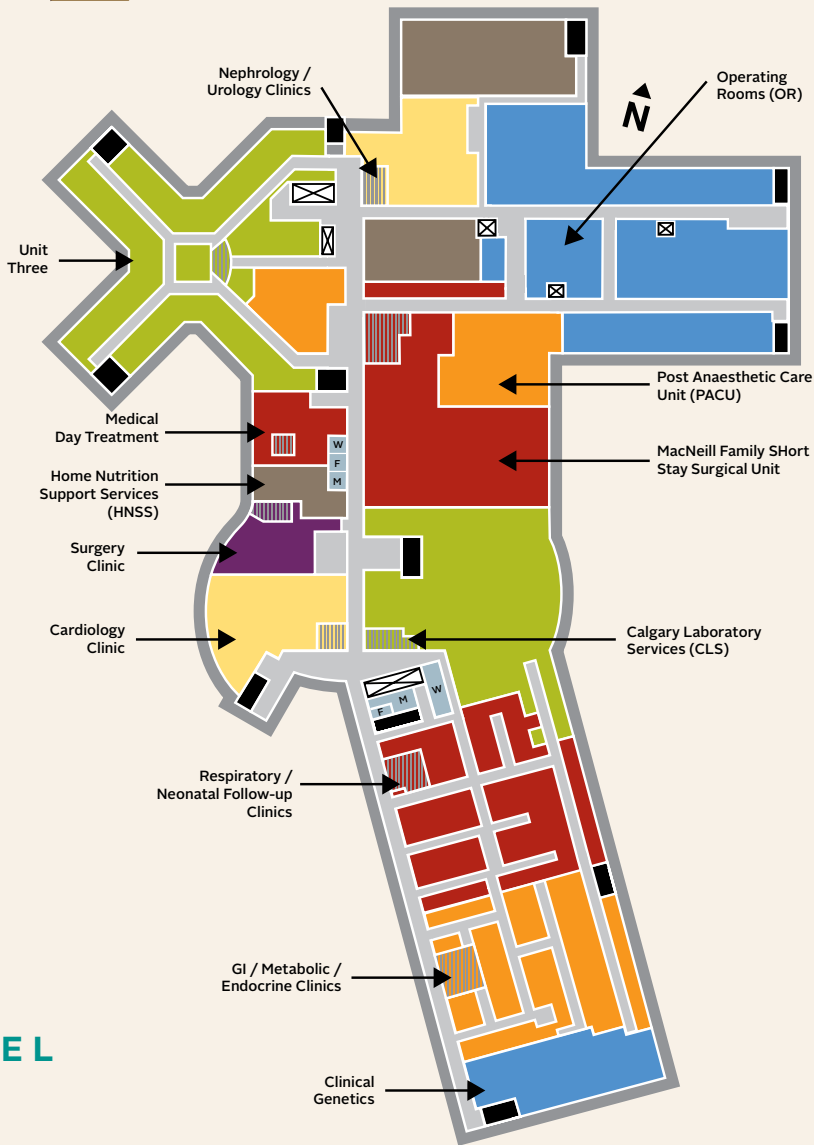 Nephrology /
Urology Clinics
Operating
Rooms (OR)
N
Unit
Three
Post Anaesthetic Care
Unit (PACU)
Medical
Day Treatment
W
F
M
MacNeill Family SHort
Stay Surgical Unit
Home Nutrition
Support Services
(HNSS)
Surgery
Clinic
Cardiology
Clinic
Calgary Laboratory
Services (CLS)
W
M
F
Respiratory /
Neonatal Follow-up
Clinics
GI / Metabolic /
Endocrine Clinics
EL
Clinical
Genetics